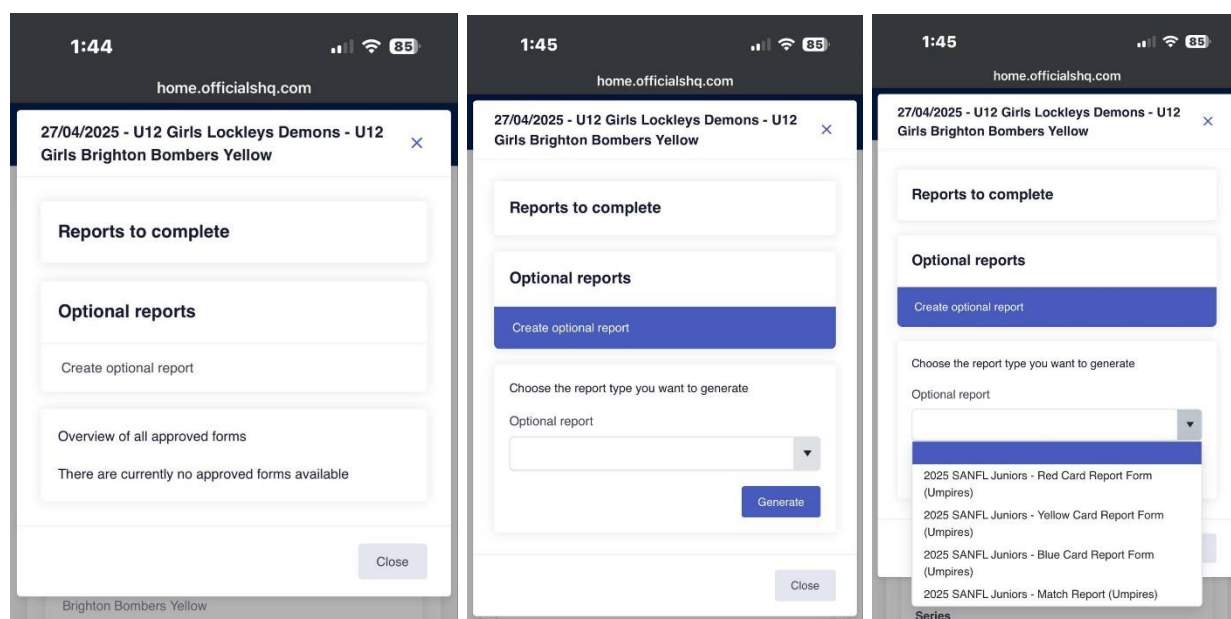 1:44
85
home.officialshq.com
27/04/2025 - U12 Girls Lockleys Demons - U12
Girls Brighton Bombers Yellow
×
Reports to complete
Optional reports
Create optional report
Overview of all approved forms
There are currently no approved forms available
Close
Brighton Bombers Yellow
1:45
85
home.officialshq.com
27/04/2025 - U12 Girls Lockleys Demons - U12
Girls Brighton Bombers Yellow
×
Reports to complete
Optional reports
Create optional report
Choose the report type you want to generate
Optional report
Generate
Close
1:45
85
home.officialshq.com
27/04/2025 - U12 Girls Lockleys Demons - U12
Girls Brighton Bombers Yellow
×
Reports to complete
Optional reports
Create optional report
Choose the report type you want to generate
Optional report
2025 SANFL Juniors - Red Card Report Form
(Umpires)
2025 SANFL Juniors - Yellow Card Report Form
(Umpires)
2025 SANFL Juniors - Blue Card Report Form
(Umpires)
2025 SANFL Juniors - Match Report (Umpires)
Series